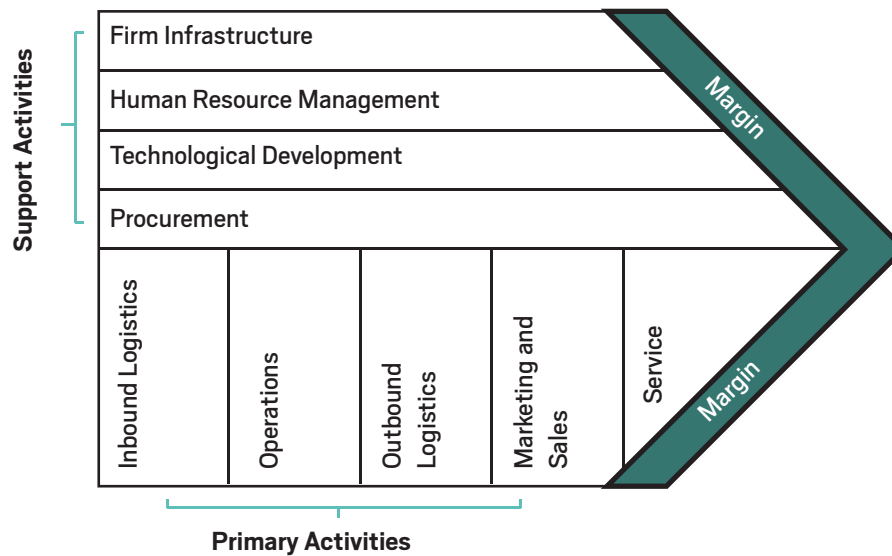 Support Activities
Firm Infrastructure
Human Resource Management
Technological Development
Procurement
Margin
Inbound Logistics
Operations
Outbound
Logistics
Marketing and
Sales
Service
Margin
Primary Activities